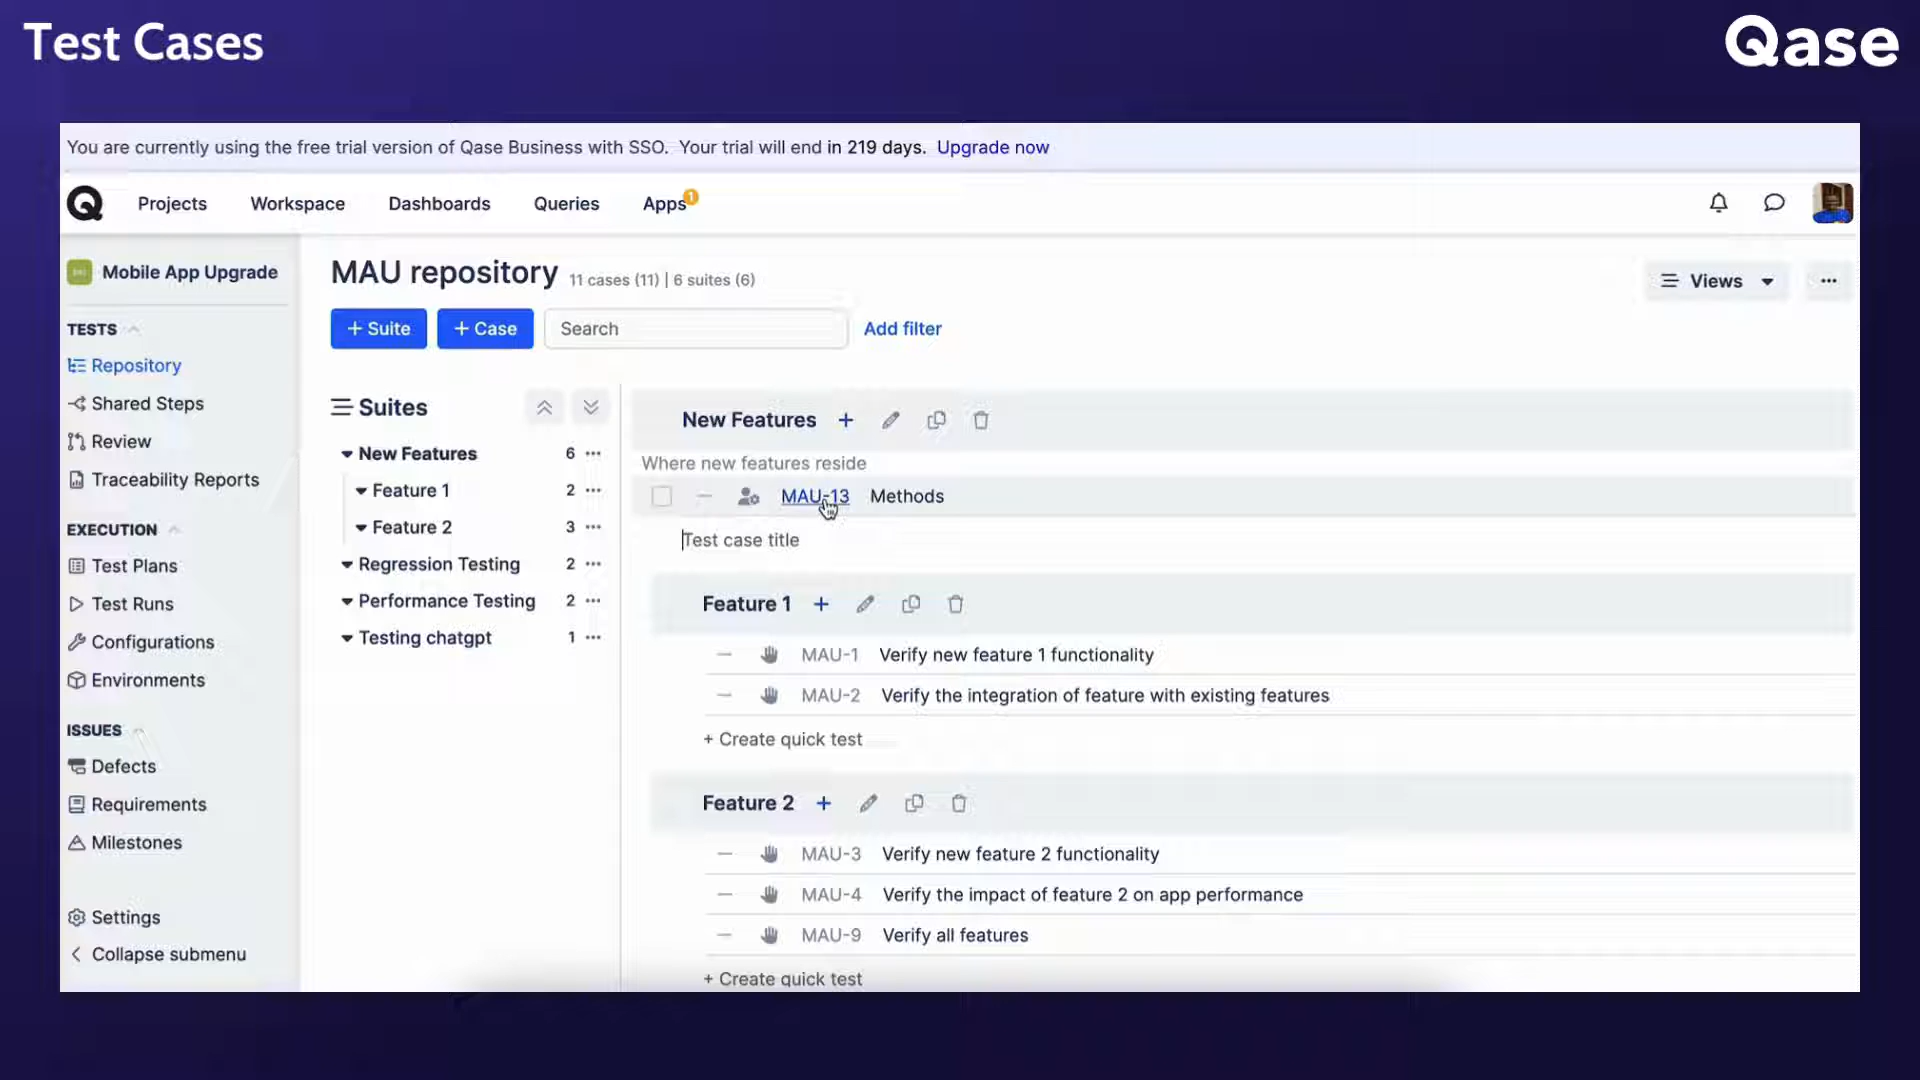 Test Cases
Qase
You are currently using the free trial version of Qase Business with SSO. Your trial will end in 219 days. Upgrade now
Q Projects Workspace Dashboards Queries Apps 1
Mobile App Upgrade
TESTS
Repository
Shared Steps
Review
Traceability Reports
EXECUTION
Test Plans
Test Runs
Configurations
Environments
ISSUES
Defects
Requirements
Milestones
Settings
Collapse submenu
MAU repository 11 cases (11) | 6 suites (6)
Views
+ Suite + Case Search Add filter
Suites
New Features 6
Feature 1 2
Feature 2 3
Regression Testing 2
Performance Testing 2
Testing chatgpt 1
New Features +
Where new features reside
MAU-13 Methods
Test case title
Feature 1 +
MAU-1 Verify new feature 1 functionality
MAU-2 Verify the integration of feature with existing features
+ Create quick test
Feature 2 +
MAU-3 Verify new feature 2 functionality
MAU-4 Verify the impact of feature 2 on app performance
MAU-9 Verify all features
+ Create quick test